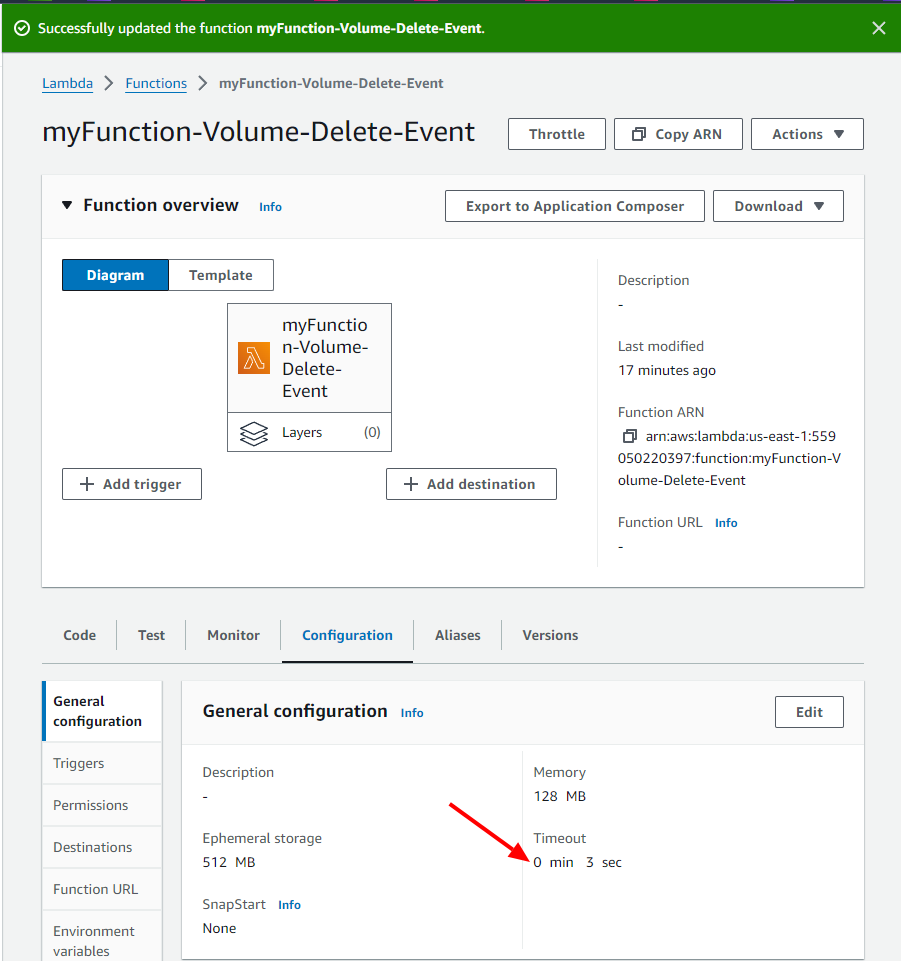 Successfully updated the function myFunction-Volume-Delete-Event.
Lambda > Functions > myFunction-Volume-Delete-Event
myFunction-Volume-Delete-Event
Throttle
Copy ARN
Actions
Function overview Info
Export to Application Composer
Download
Diagram
Template
myFunctio
n-Volume-
Delete-
Event
Layers (0)
Add trigger
Add destination
Description
-
Last modified
17 minutes ago
Function ARN
arn:aws:lambda:us-east-1:559
050220397:function:myFunction-V
olume-Delete-Event
Function URL Info
-
Code
Test
Monitor
Configuration
Aliases
Versions
General
configuration
Triggers
Permissions
Destinations
Function URL
Environment
variables
General configuration Info
Edit
Description
-
Memory
128 MB
Ephemeral storage
512 MB
Timeout
0 min 3 sec
SnapStart Info
None